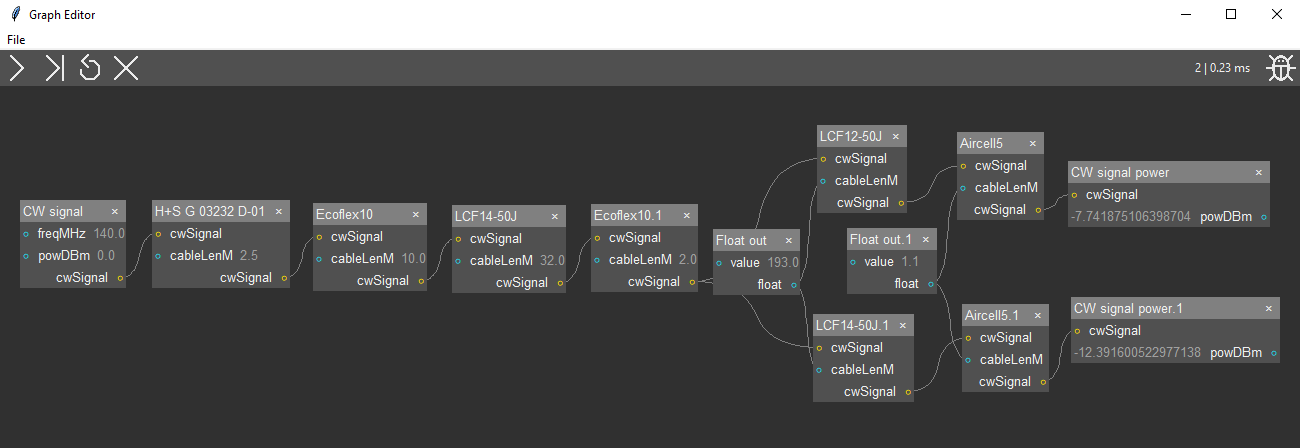 Graph Editor
File
2 | 0.23 ms
CW signal ×
freqMHz 140.0
powDBm 0.0
cwSignal
H+S G 03232 D-01 ×
cwSignal
cableLenM 2.5
cwSignal
Ecoflex10 ×
cwSignal
cableLenM 10.0
cwSignal
LCF14-50J ×
cwSignal
cableLenM 32.0
cwSignal
Ecoflex10.1 ×
cwSignal
cableLenM 2.0
cwSignal
Float out ×
value 193.0
float
LCF12-50J ×
cwSignal
cableLenM
cwSignal
LCF14-50J.1 ×
cwSignal
cableLenM
cwSignal
Float out.1 ×
value 1.1
float
Aircell5 ×
cwSignal
cableLenM
cwSignal
Aircell5.1 ×
cwSignal
cableLenM
cwSignal
CW signal power ×
cwSignal
-7.741875106398704 powDBm
CW signal power.1 ×
cwSignal
-12.391600522977138 powDBm